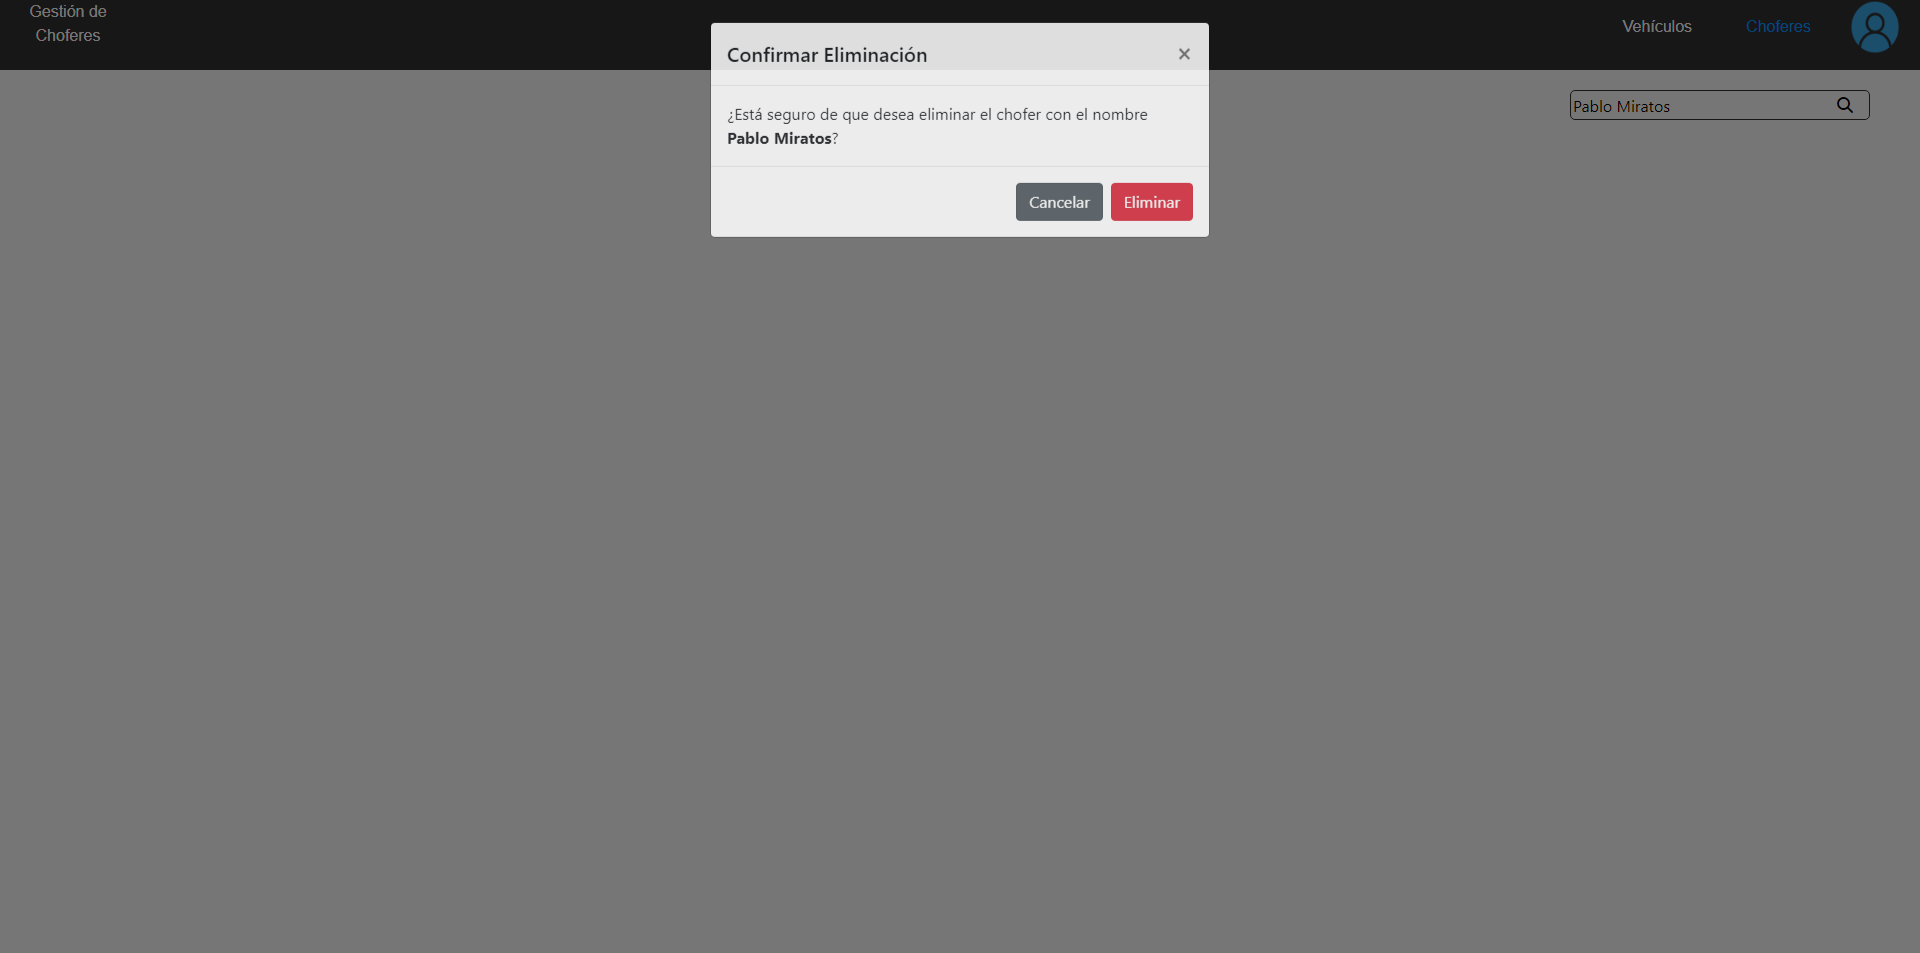 Gestión de
Choferes
Vehículos
Choferes
Confirmar Eliminación
×
Pablo Miratos
¿Está seguro de que desea eliminar el chofer con el nombre
Pablo Miratos?
Cancelar
Eliminar